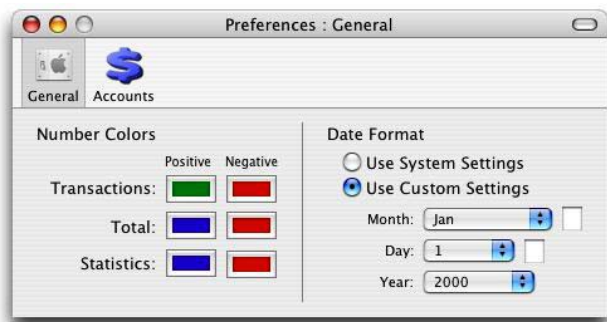 Preferences : General
General Accounts
Number Colors
Positive Negative
Transactions:
Total:
Statistics:
Date Format
Use System Settings
Use Custom Settings
Month: Jan
Day: 1
Year: 2000